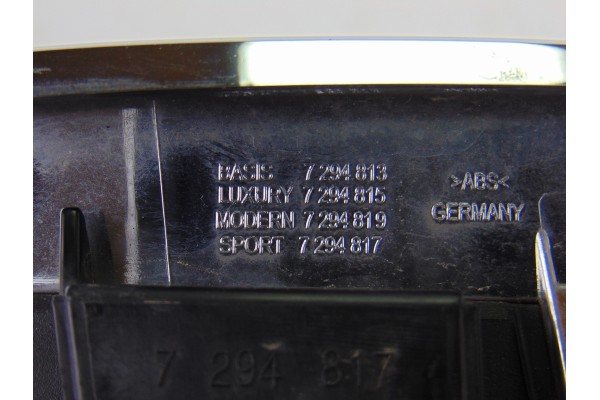 BASIS 7 294 813
LUXURY 7 294 815
MODERN 7 294 819
SPORT 7 294 817
>ABS<
GERMANY
7 294 817